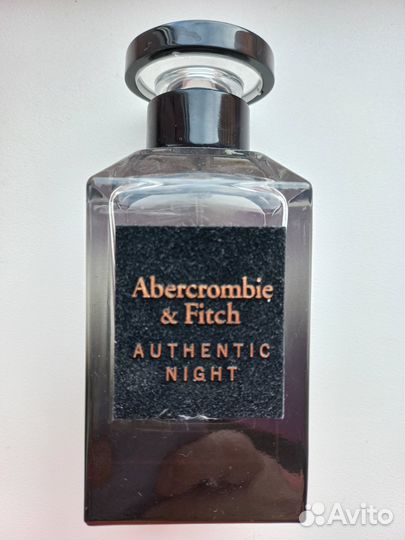 Abercrombie
& Fitch
AUTHENTIC
NIGHT
Avito